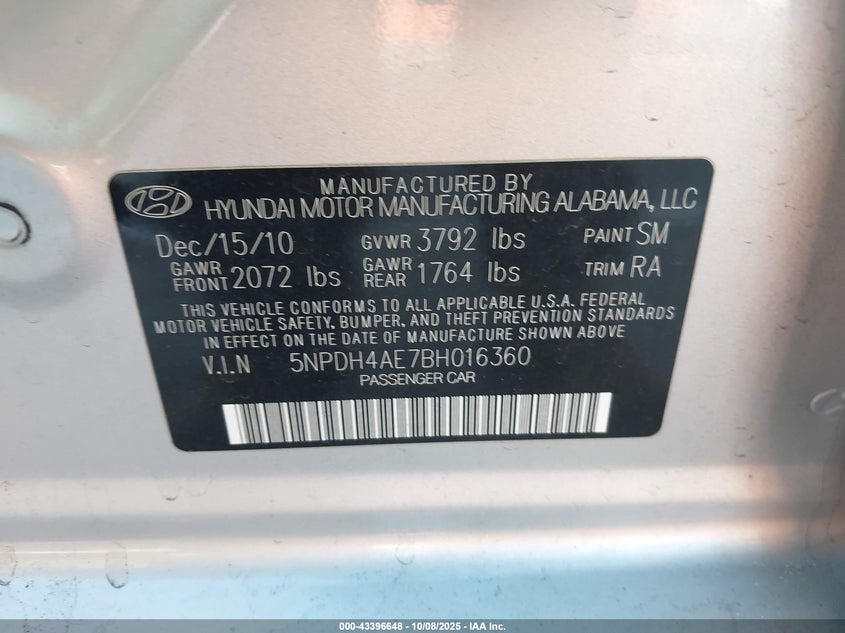 MANUFACTURED BY
HYUNDAI MOTOR MANUFACTURING ALABAMA, LLC
Dec/15/10 GVWR 3792 lbs PAINT SM
GAWR FRONT 2072 lbs GAWR REAR 1764 lbs TRIM RA
THIS VEHICLE CONFORMS TO ALL APPLICABLE U.S.A. FEDERAL
MOTOR VEHICLE SAFETY, BUMPER, AND THEFT PREVENTION STANDARDS
IN EFFECT ON THE DATE OF MANUFACTURE SHOWN ABOVE
V.I.N 5NPDH4AE7BH016360
PASSENGER CAR
000-43396648 - 10/08/2025 - IAA Inc.